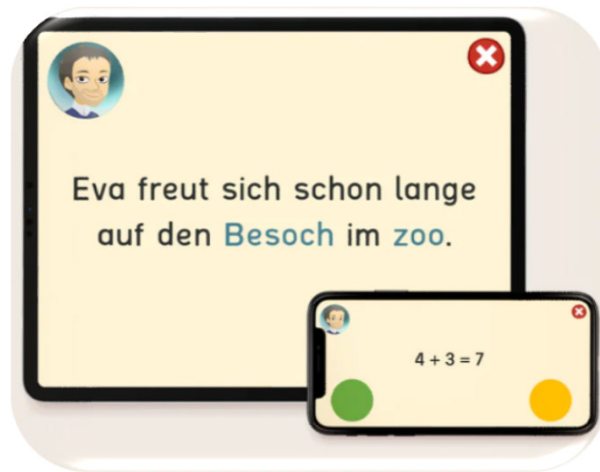 Eva freut sich schon lange
auf den Besoch im zoo.
4 + 3 = 7